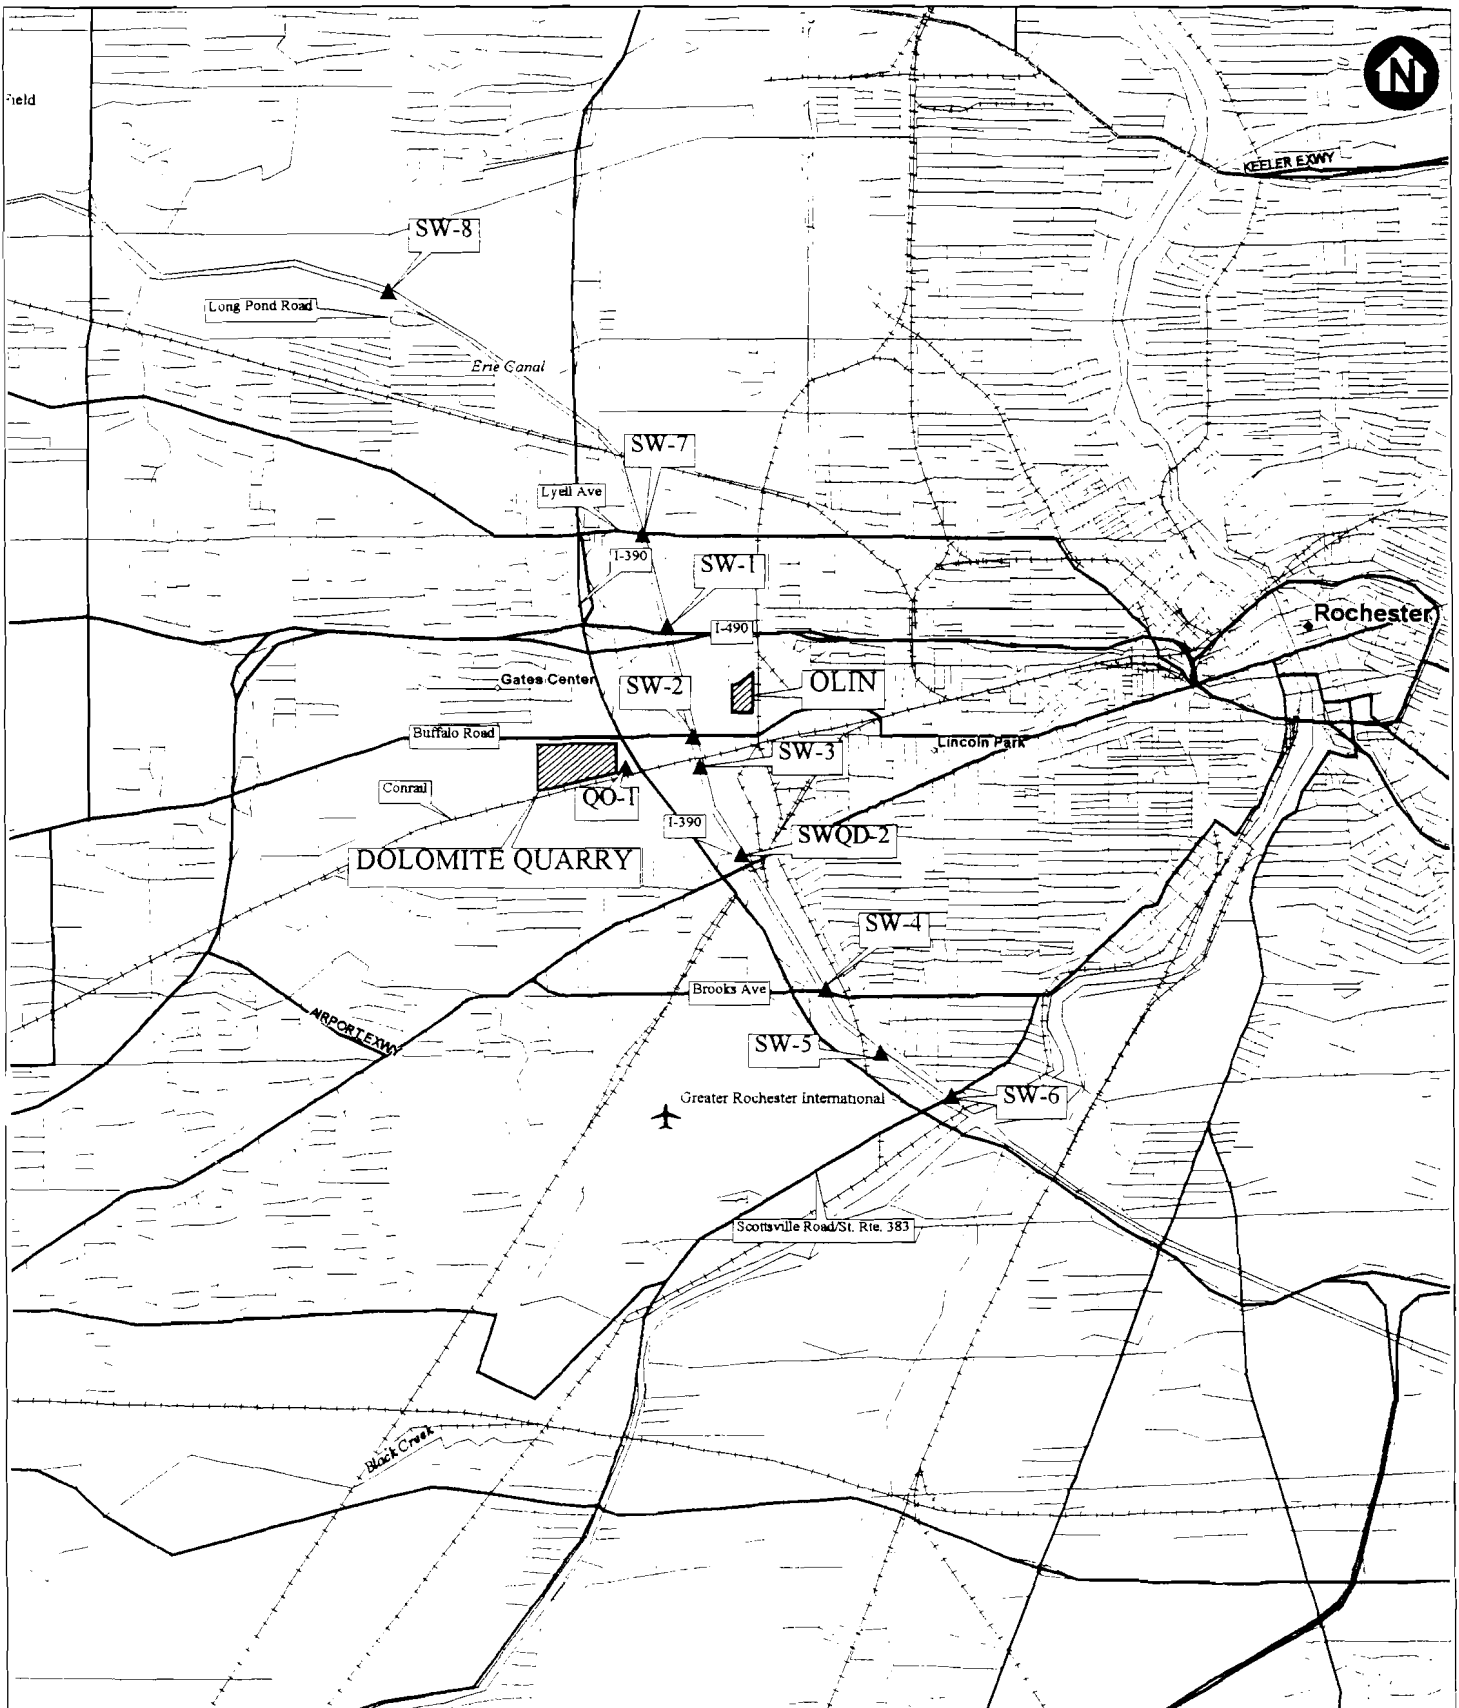 N
KEELER EXWY
SW-8
Long Pond Road
Erie Canal
SW-7
Lyell Ave
I-390
SW-1
Rochester
I-490
Gates Center
SW-2
OLIN
Buffalo Road
Lincoln Park
SW-3
Conrail
QO-1
I-390
SWQD-2
DOLOMITE QUARRY
SW-4
Brooks Ave
AIRPORT EXWY
SW-5
Greater Rochester International
SW-6
Scottsville Road/St. Rte. 383
Black Creek